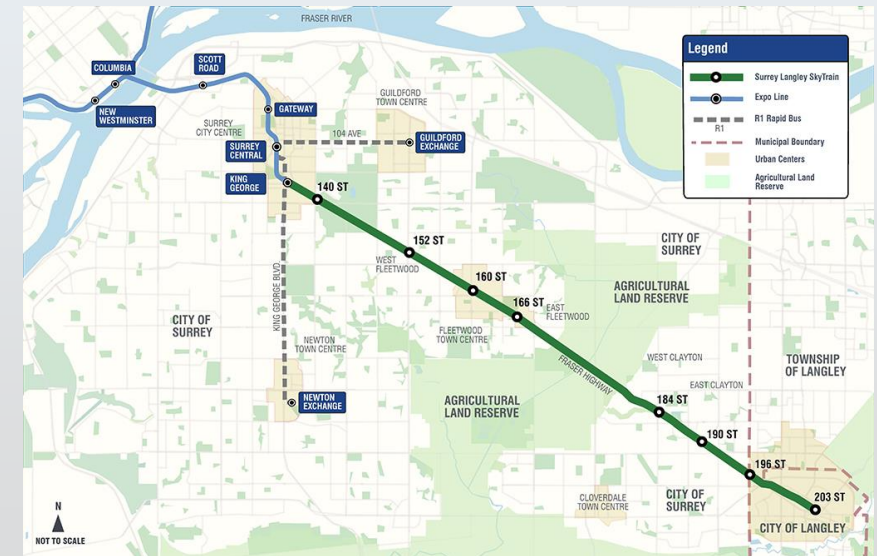 FRASER RIVER
Legend
Surrey Langley SkyTrain
Expo Line
R1 Rapid Bus
R1
Municipal Boundary
Urban Centers
Agricultural Land
Reserve
COLUMBIA
SCOTT
ROAD
NEW
WESTMINSTER
GATEWAY
GUILDFORD
TOWN CENTRE
SURREY
CITY CENTRE
104 AVE
GUILDFORD
EXCHANGE
SURREY
CENTRAL
KING
GEORGE
140 ST
152 ST
WEST
FLEETWOOD
160 ST
166 ST
EAST
FLEETWOOD
FLEETWOOD
TOWN CENTRE
CITY OF
SURREY
AGRICULTURAL
LAND RESERVE
KING GEORGE BLVD.
CITY OF
SURREY
NEWTON
TOWN CENTRE
NEWTON
EXCHANGE
FRASER HIGHWAY
WEST CLAYTON
EAST CLAYTON
TOWNSHIP
OF LANGLEY
AGRICULTURAL
LAND RESERVE
184 ST
190 ST
196 ST
203 ST
CLOVERDALE
TOWN CENTRE
CITY OF
SURREY
CITY OF LANGLEY
N
NOT TO SCALE